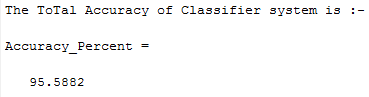 The ToTal Accuracy of Classifier system is :-
Accuracy_Percent =
95.5882